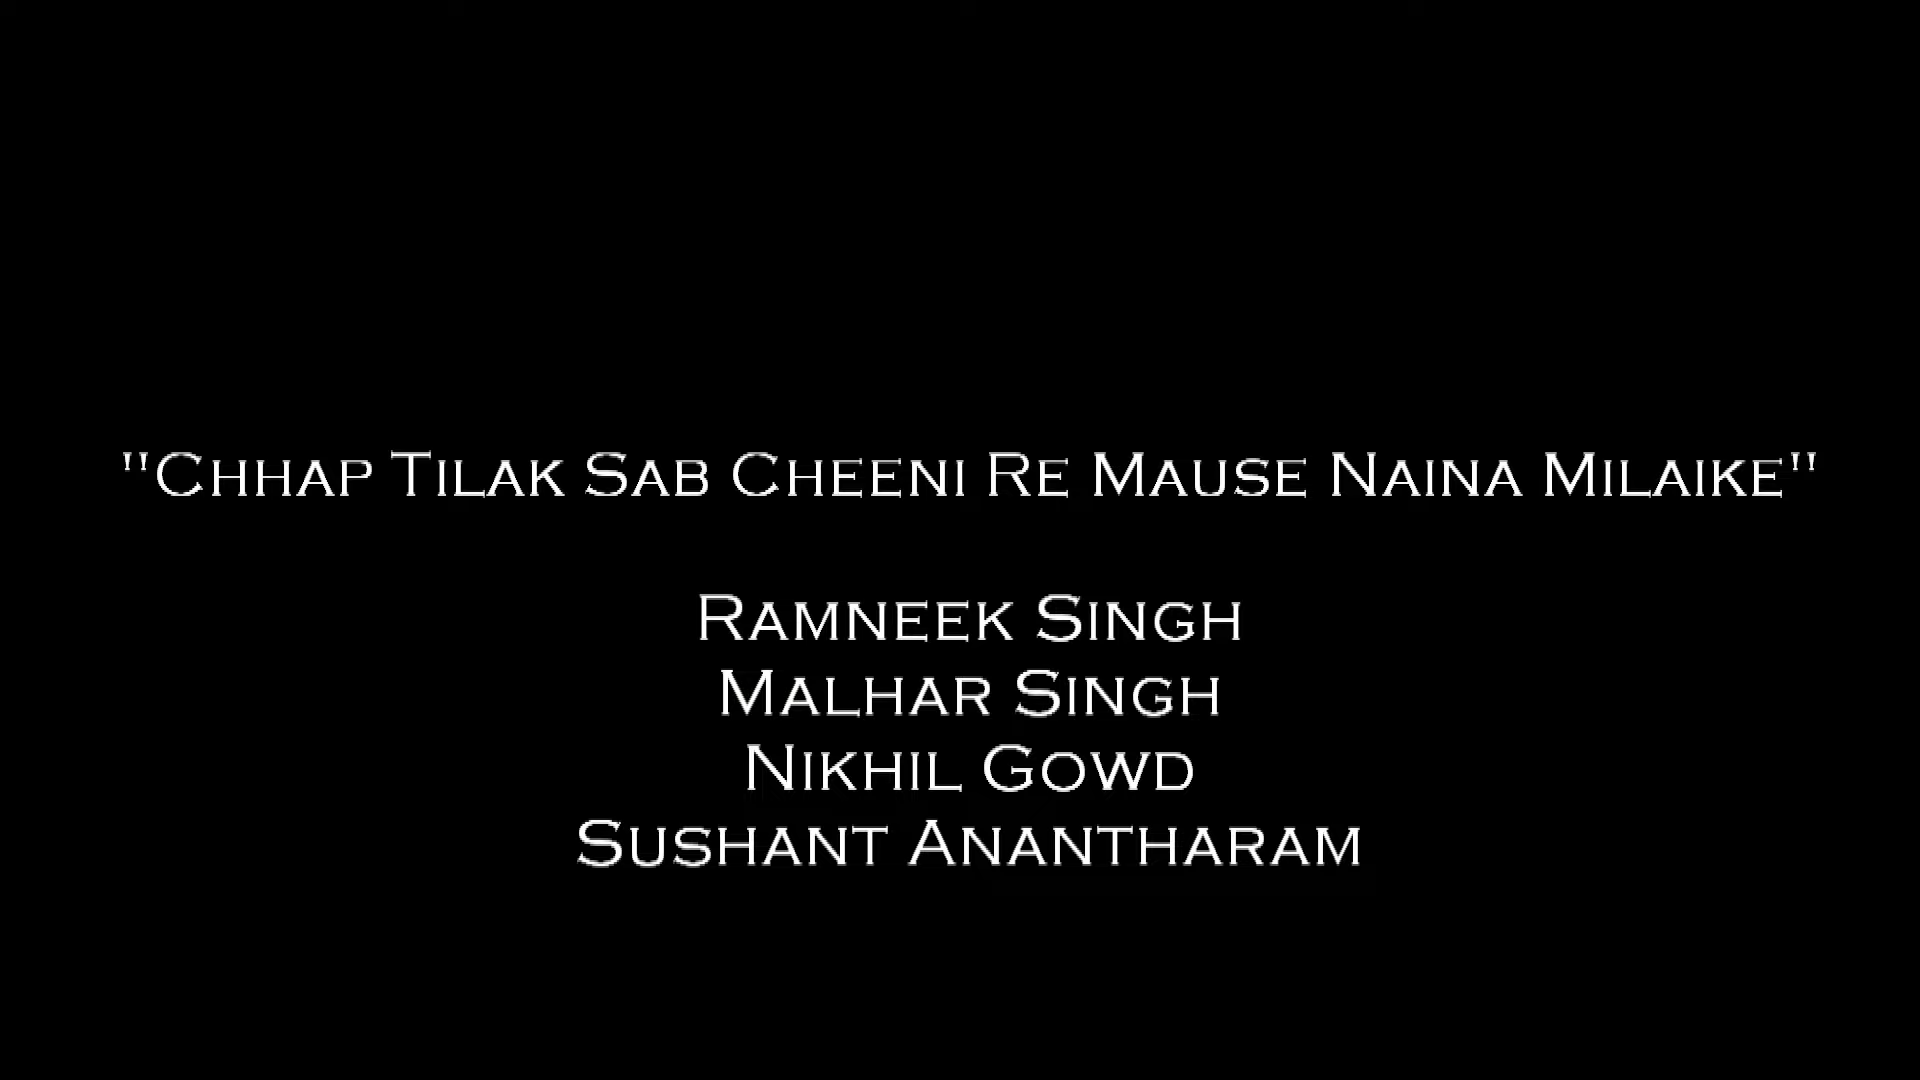 "Chhap Tilak Sab Cheeni Re Mause Naina Milaike"
Ramneek Singh
Malhar Singh
Nikhil Gowd
Sushant Anantharam